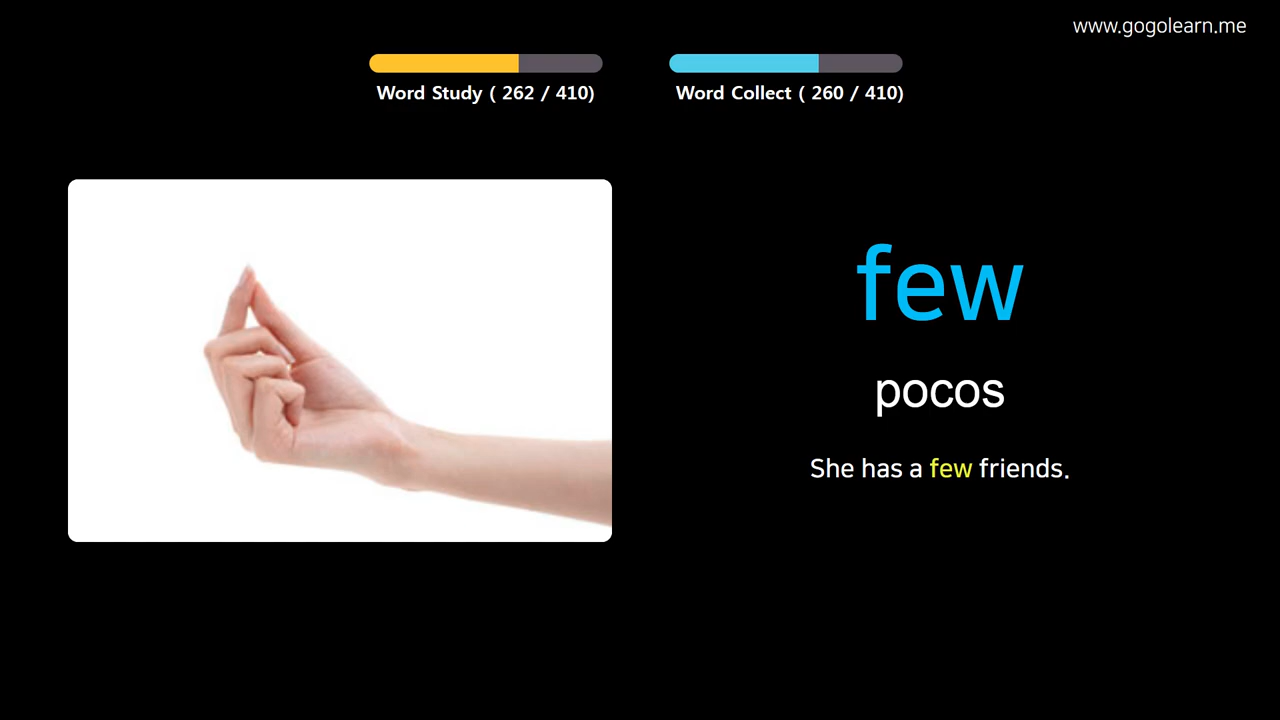 www.gogolearn.me
Word Study ( 262 / 410)
Word Collect ( 260 / 410)
few
pocos
She has a few friends.